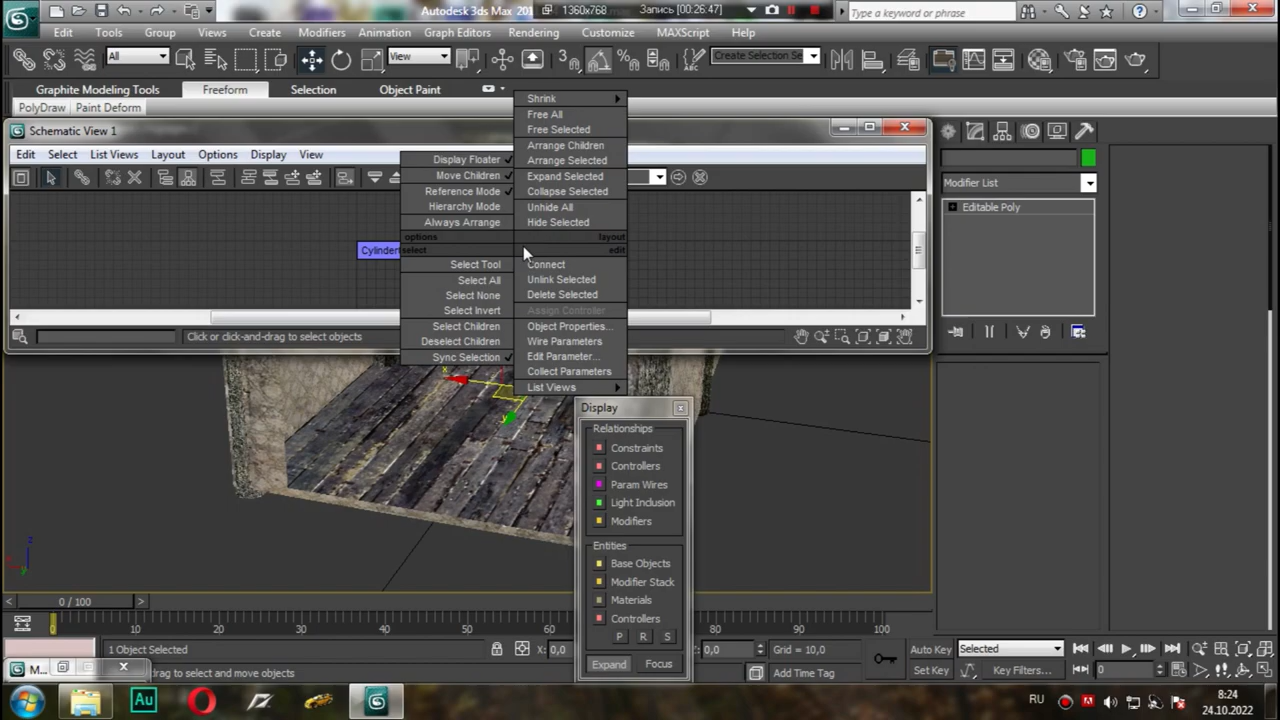 Autodesk 3ds Max 20
1360x768
Запись [00:26:47]
Type a keyword or phrase
Edit
Tools
Group
Views
Create
Modifiers
Animation
Graph Editors
Rendering
Customize
MAXScript
Help
All
View
Create Selection Se
Graphite Modeling Tools
Freeform
Selection
Object Paint
PolyDraw
Paint Deform
Schematic View 1
Edit
Select
List Views
Layout
Options
Display
View
Shrink
Free All
Free Selected
Arrange Children
Arrange Selected
Expand Selected
Collapse Selected
Unhide All
Hide Selected
layout
Display Floater
Move Children
Reference Mode
Hierarchy Mode
Always Arrange
options
select
edit
Cylinder
Select Tool
Select All
Select None
Select Invert
Select Children
Deselect Children
Sync Selection
Connect
Unlink Selected
Delete Selected
Assign Controller
Object Properties...
Wire Parameters
Edit Parameter...
Collect Parameters
List Views
Click or click-and-drag to select objects
Modifier List
Editable Poly
x
y
z
Display
Relationships
Constraints
Controllers
Param Wires
Light Inclusion
Modifiers
Entities
Base Objects
Modifier Stack
Materials
Controllers
P R S
Expand
Focus
0 / 100
0 10 20 30 40 50 80 90 100
1 Object Selected
X: 0,0
0,0
Grid = 10,0
Auto Key
Selected
M...
drag to select and move objects
Add Time Tag
Set Key
Key Filters...
0
Au
RU
8:24
24.10.2022